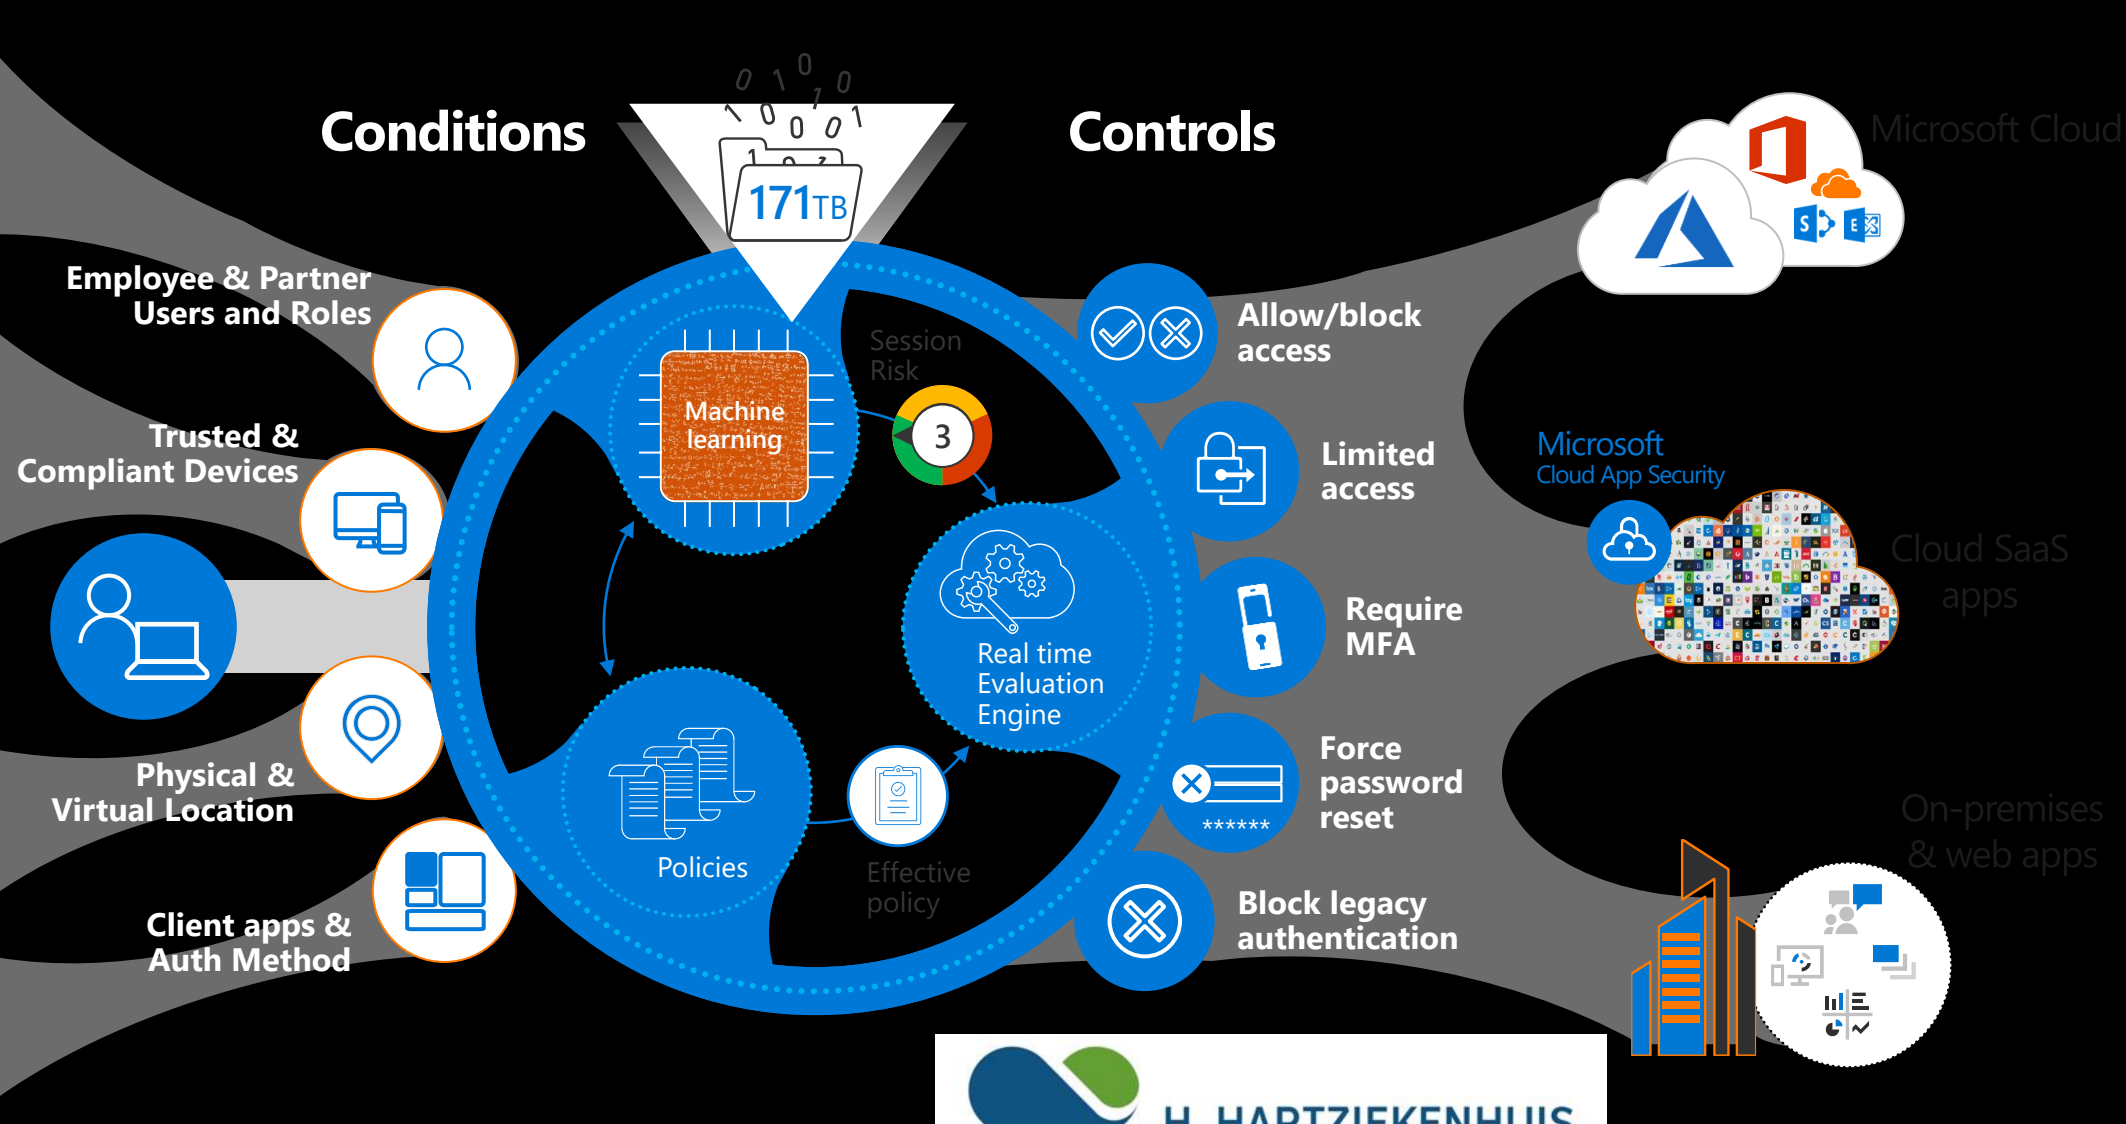 Conditions
Controls
171TB
Employee & Partner
Users and Roles
Trusted &
Compliant Devices
Physical &
Virtual Location
Client apps &
Auth Method
Machine
learning
Session
Risk
3
Real time
Evaluation
Engine
Policies
Effective
policy
Allow/block
access
Limited
access
Require
MFA
Force
password
reset
******
Block legacy
authentication
Microsoft Cloud
S
E
Microsoft
Cloud App Security
Cloud SaaS
apps
On-premises
& web apps
H. HARTZIEKENHUIS